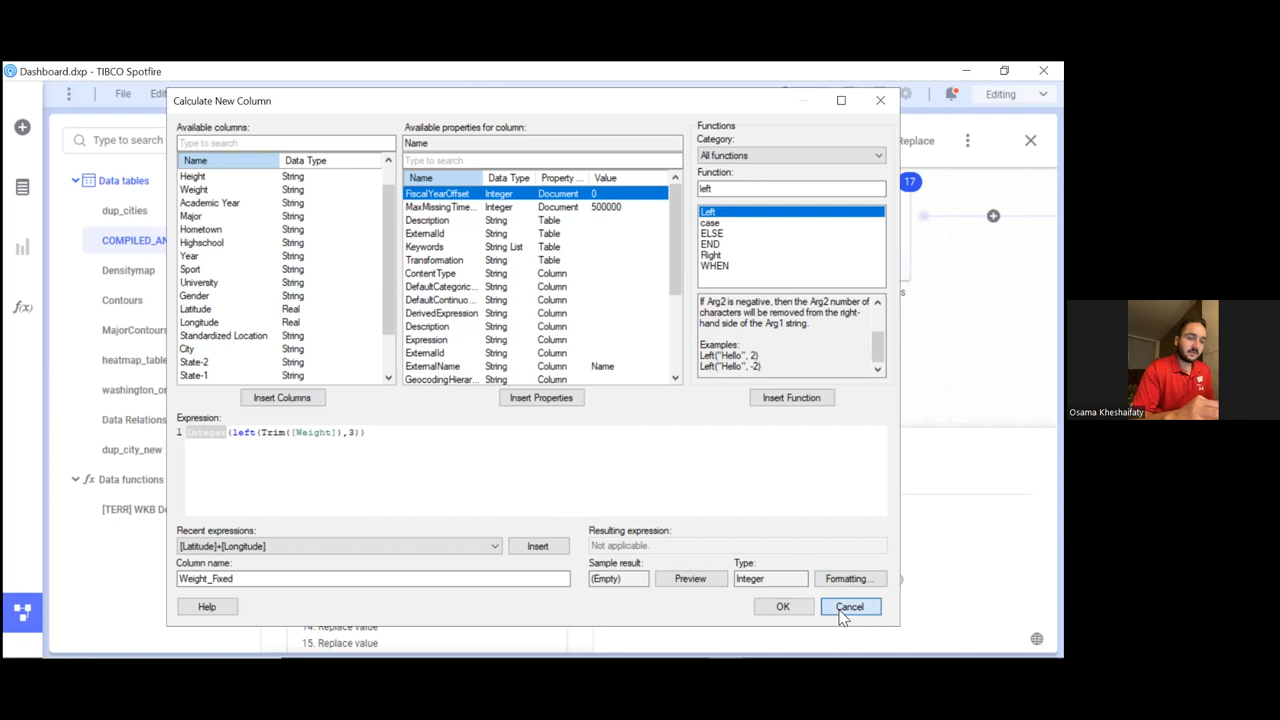 Dashboard.dxp - TIBCO Spotfire
File
Edi
Editing
Type to search
Replace
17
Data tables
dup_cities
COMPILED_AN
Densitymap
Contours
MajorContours
heatmap_table
washington_or
Data Relations
dup_city_new
Data functions
[TERR] WKB De
Calculate New Column
Available columns:
Type to search
Name Data Type
Height String
Weight String
Academic Year String
Major String
Hometown String
Highschool String
Year String
Sport String
University String
Gender String
Latitude Real
Longitude Real
Standardized Location String
City String
State-2 String
State-1 String
Insert Columns
Available properties for column:
Name
Type to search
Name Data Type Property ... Value
FiscalYearOffset Integer Document 0
MaxMissingTime... Integer Document 500000
Description String Table
ExternalId String Table
Keywords String List Table
Transformation String Table
ContentType String Column
DefaultCategoric... String Column
DefaultContinuo... String Column
DerivedExpression String Column
Description String Column
Expression String Column
ExternalId String Column
ExternalName String Column Name
GeocodingHierar... String Column
Insert Properties
Functions
Category:
All functions
Function:
left
Left
case
ELSE
END
Right
WHEN
If Arg2 is negative, then the Arg2 number of
characters will be removed from the right-
hand side of the Arg1 string.
Examples:
Left("Hello", 2)
Left("Hello", -2)
Insert Function
Expression:
1 Integer(left(Trim([Weight]),3))
Recent expressions:
[Latitude]+[Longitude]
Insert
Column name:
Weight_Fixed
Resulting expression:
Not applicable.
Sample result:
(Empty)
Preview
Type:
Integer
Formatting...
Help
OK
Cancel
14. Replace value
15. Replace value
Osama Kheshaifaty